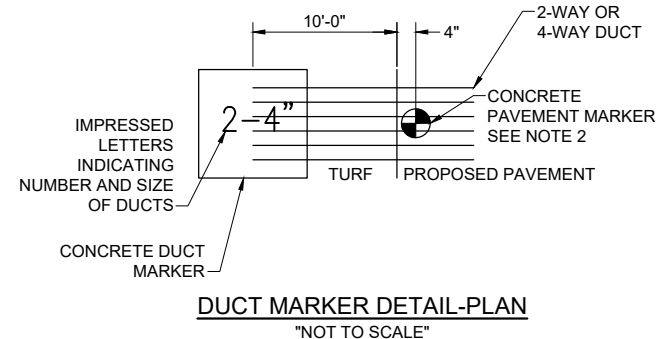 10'-0"
4"
2-WAY OR
4-WAY DUCT
2-4"
CONCRETE
PAVEMENT MARKER
SEE NOTE 2
IMPRESSED
LETTERS
INDICATING
NUMBER AND SIZE
OF DUCTS
TURF
PROPOSED PAVEMENT
CONCRETE DUCT
MARKER
DUCT MARKER DETAIL-PLAN
"NOT TO SCALE"